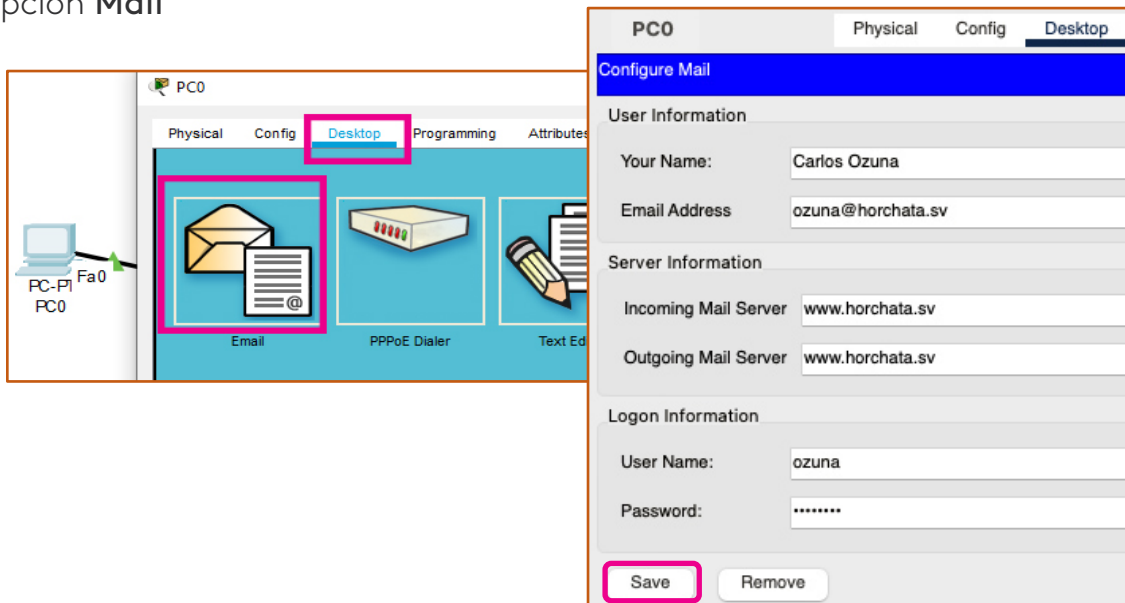 pción Mail
PC0
Physical Config Desktop Programming Attributes
Email PPPoE Dialer Text Ed
Fa0
PC-PT
PC0
PC0
Physical Config Desktop
Configure Mail
User Information
Your Name: Carlos Ozuna
Email Address ozuna@horchata.sv
Server Information
Incoming Mail Server www.horchata.sv
Outgoing Mail Server www.horchata.sv
Logon Information
User Name: ozuna
Password: ••••••••
Save Remove